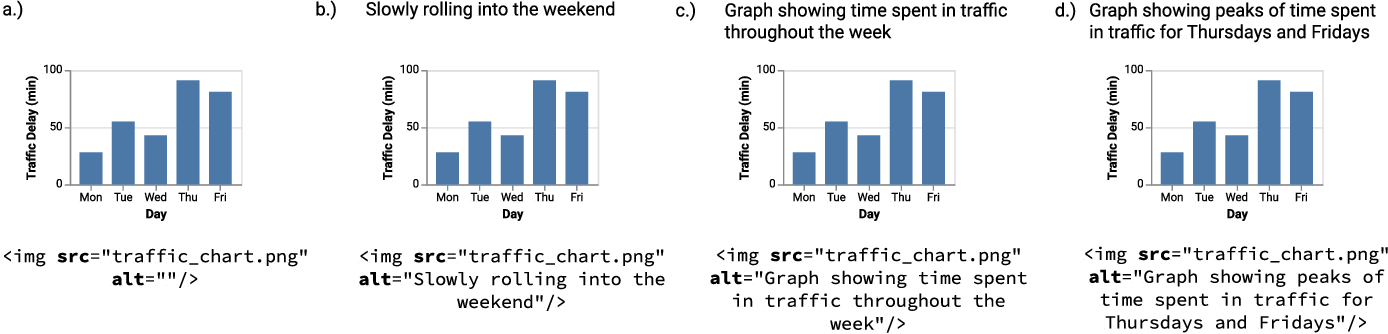 a.)
100
50
0
Traffic Delay (min)
Mon Tue Wed Thu Fri
Day
<img src="traffic_chart.png"
alt=""/>
b.) Slowly rolling into the weekend
100
50
0
Traffic Delay (min)
Mon Tue Wed Thu Fri
Day
<img src="traffic_chart.png"
alt="Slowly rolling into the
weekend"/>
c.) Graph showing time spent in traffic
throughout the week
100
50
0
Traffic Delay (min)
Mon Tue Wed Thu Fri
Day
<img src="traffic_chart.png"
alt="Graph showing time spent
in traffic throughout the
week"/>
d.) Graph showing peaks of time spent
in traffic for Thursdays and Fridays
100
50
0
Traffic Delay (min)
Mon Tue Wed Thu Fri
Day
<img src="traffic_chart.png"
alt="Graph showing peaks of
time spent in traffic for
Thursdays and Fridays"/>